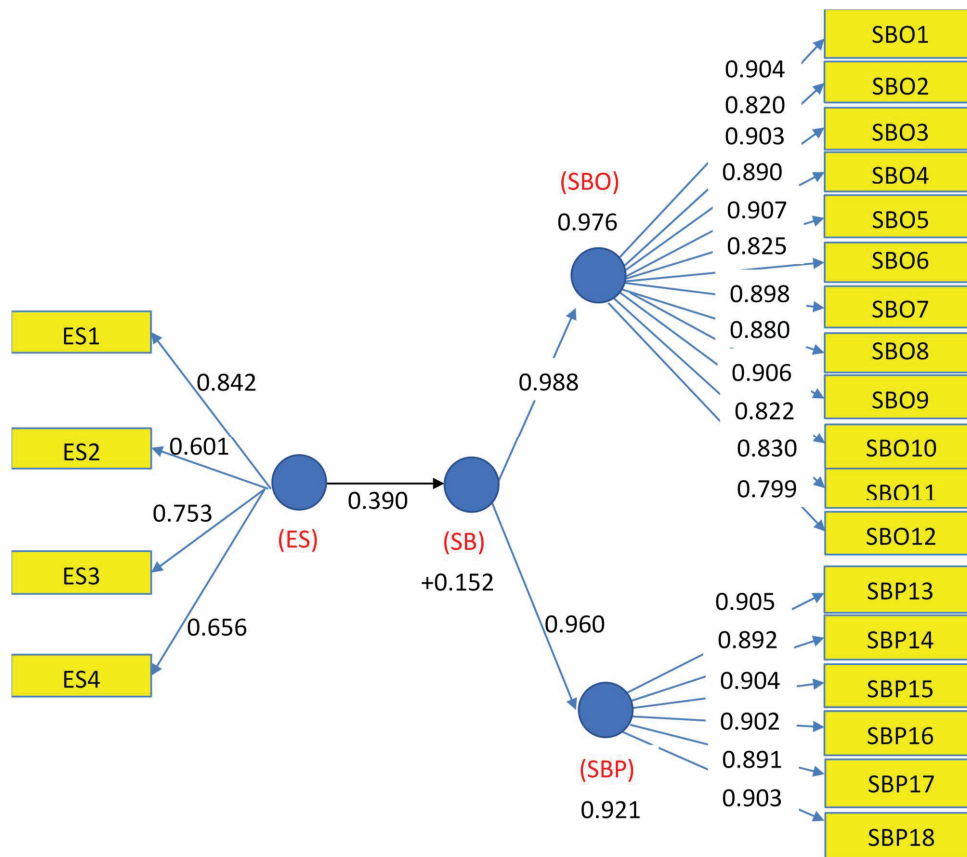 SBO1
0.904
SBO2
0.820
SBO3
0.903
SBO4
0.890
(SBO)
0.976
SBO5
0.907
0.825
SBO6
0.898
SBO7
0.880
SBO8
0.906
SBO9
0.822
0.830
SBO10
0.799
SBO11
SBO12
ES1
0.842
ES2
0.601
0.753
ES3
0.656
ES4
(ES)
0.390
(SB)
+0.152
0.988
0.960
(SBP)
0.921
0.905
SBP13
0.892
SBP14
0.904
SBP15
0.902
SBP16
0.891
SBP17
0.903
SBP18